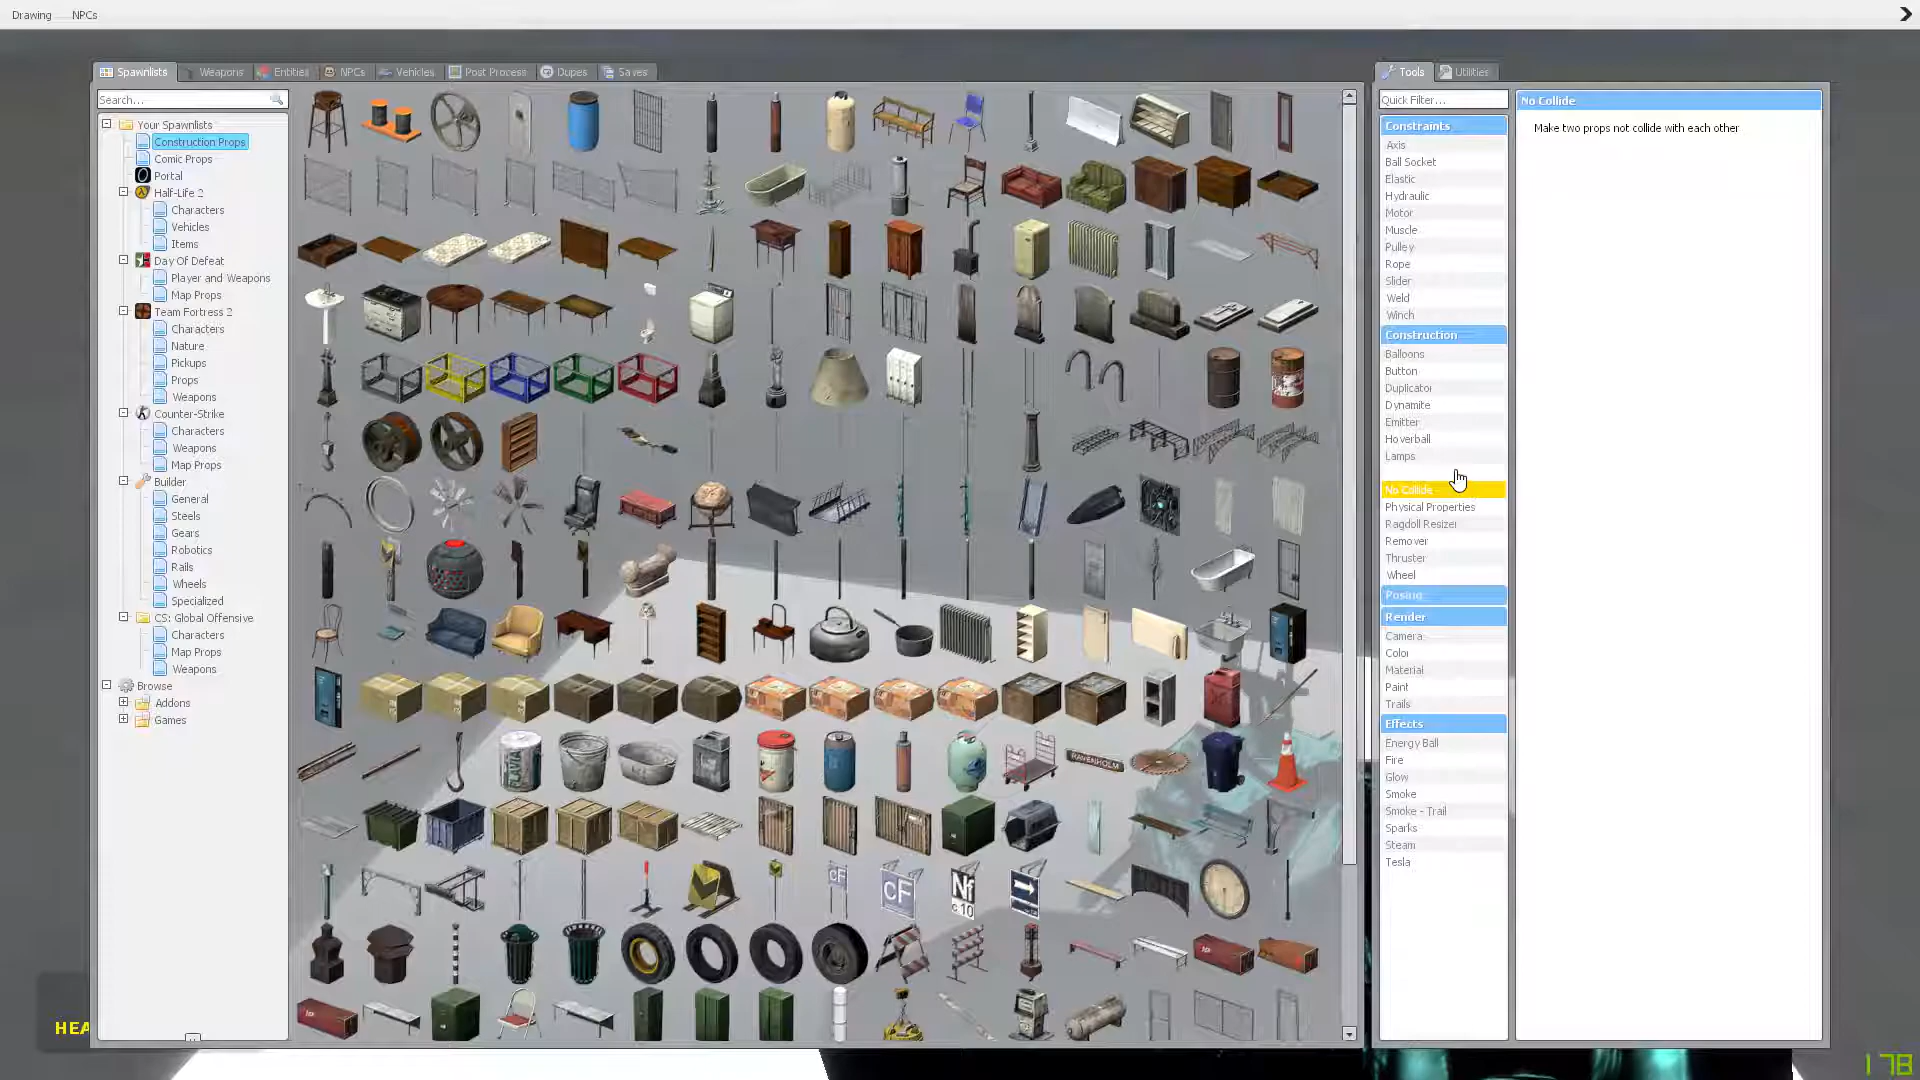 Drawing NPCs
Spawnlists Weapons Entities NPCs Vehicles Post Process Dupes Saves
Search...
Your Spawnlists
Construction Props
Comic Props
Portal
Half-Life 2
Characters
Vehicles
Items
Day Of Defeat
Player and Weapons
Map Props
Team Fortress 2
Characters
Nature
Pickups
Props
Weapons
Counter-Strike
Characters
Weapons
Map Props
Builder
General
Steels
Gears
Robotics
Rails
Wheels
Specialized
CS: Global Offensive
Characters
Map Props
Weapons
Browse
Addons
Games
RAVENHOLM
cF
cF
Nf
c10
HEA
Tools Utilities
Quick Filter...
Constraints
Axis
Ball Socket
Elastic
Hydraulic
Motor
Muscle
Pulley
Rope
Slider
Weld
Winch
Construction
Balloons
Button
Duplicator
Dynamite
Emitter
Hoverball
Lamps
No Collide
Physical Properties
Ragdoll Resizer
Remover
Thruster
Wheel
Posing
Render
Camera
Color
Material
Paint
Trails
Effects
Energy Ball
Fire
Glow
Smoke
Smoke - Trail
Sparks
Steam
Tesla
No Collide
Make two props not collide with each other
178